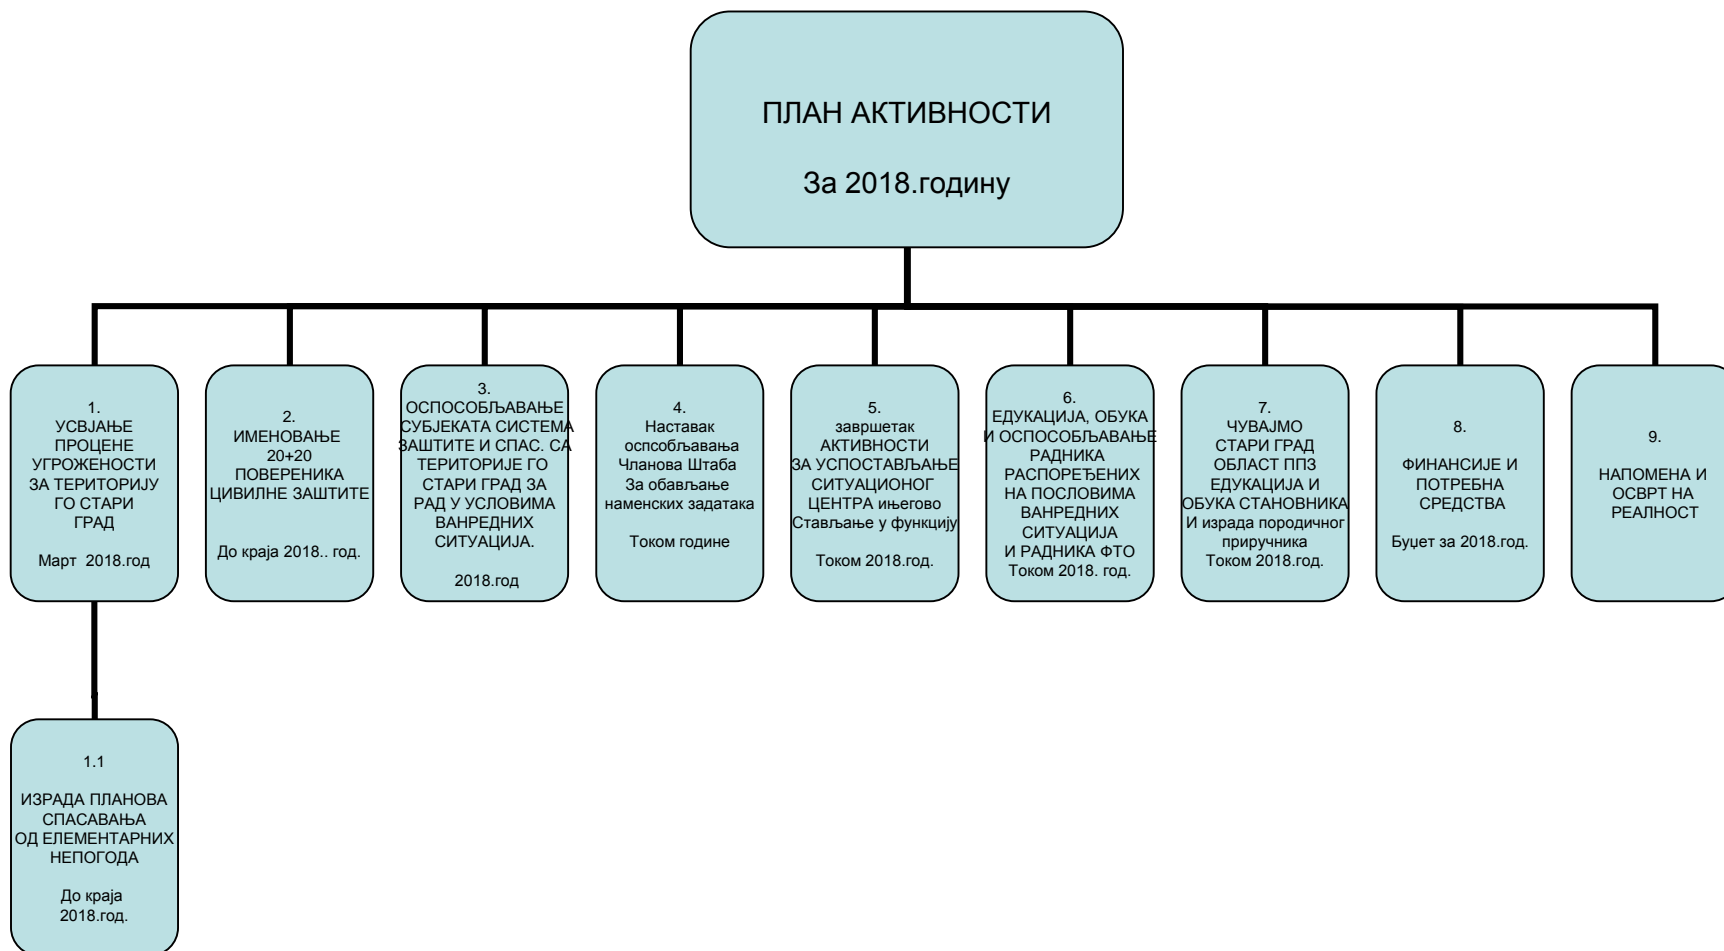 ПЛАН АКТИВНОСТИ
За 2018.годину
1.
УСВЈАЊЕ
ПРОЦЕНЕ
УГРОЖЕНОСТИ
ЗА ТЕРИТОРИЈУ
ГО СТАРИ
ГРАД
Март  2018.год
2.
ИМЕНОВАЊЕ
20+20
ПОВЕРЕНИКА
ЦИВИЛНЕ ЗАШТИТЕ
До краја 2018.. год.
3.
ОСПОСОБЉАВАЊЕ
СУБЈЕКАТА СИСТЕМА
ЗАШТИТЕ И СПАС. СА
ТЕРИТОРИЈЕ ГО
СТАРИ ГРАД ЗА
РАД У УСЛОВИМА
ВАНРЕДНИХ
СИТУАЦИЈА.
2018.год
4.
Наставак
оспсобљавања
Чланова Штаба
За обављање
наменских задатака
Током године
5.
завршетак
АКТИВНОСТИ
ЗА УСПОСТАВЉАЊЕ
СИТУАЦИОНОГ
ЦЕНТРА ињегово
Стављање у функцију
Током 2018.год.
6.
ЕДУКАЦИЈА, ОБУКА
И ОСПОСОБЉАВАЊЕ
РАДНИКА
РАСПОРЕЂЕНИХ
НА ПОСЛОВИМА
ВАНРЕДНИХ
СИТУАЦИЈА
И РАДНИКА ФТО
Током 2018. год.
7.
ЧУВАЈМО
СТАРИ ГРАД
ОБЛАСТ ППЗ
ЕДУКАЦИЈА И
ОБУКА СТАНОВНИКА
И израда породичног
приручника
Током 2018.год.
8.
ФИНАНСИЈЕ И
ПОТРЕБНА
СРЕДСТВА
Буџет за 2018.год.
9.
НАПОМЕНА И
ОСВРТ НА
РЕАЛНОСТ
1.1
ИЗРАДА ПЛАНОВА
СПАСАВАЊА
ОД ЕЛЕМЕНТАРНИХ
НЕПОГОДА
До краја
2018.год.